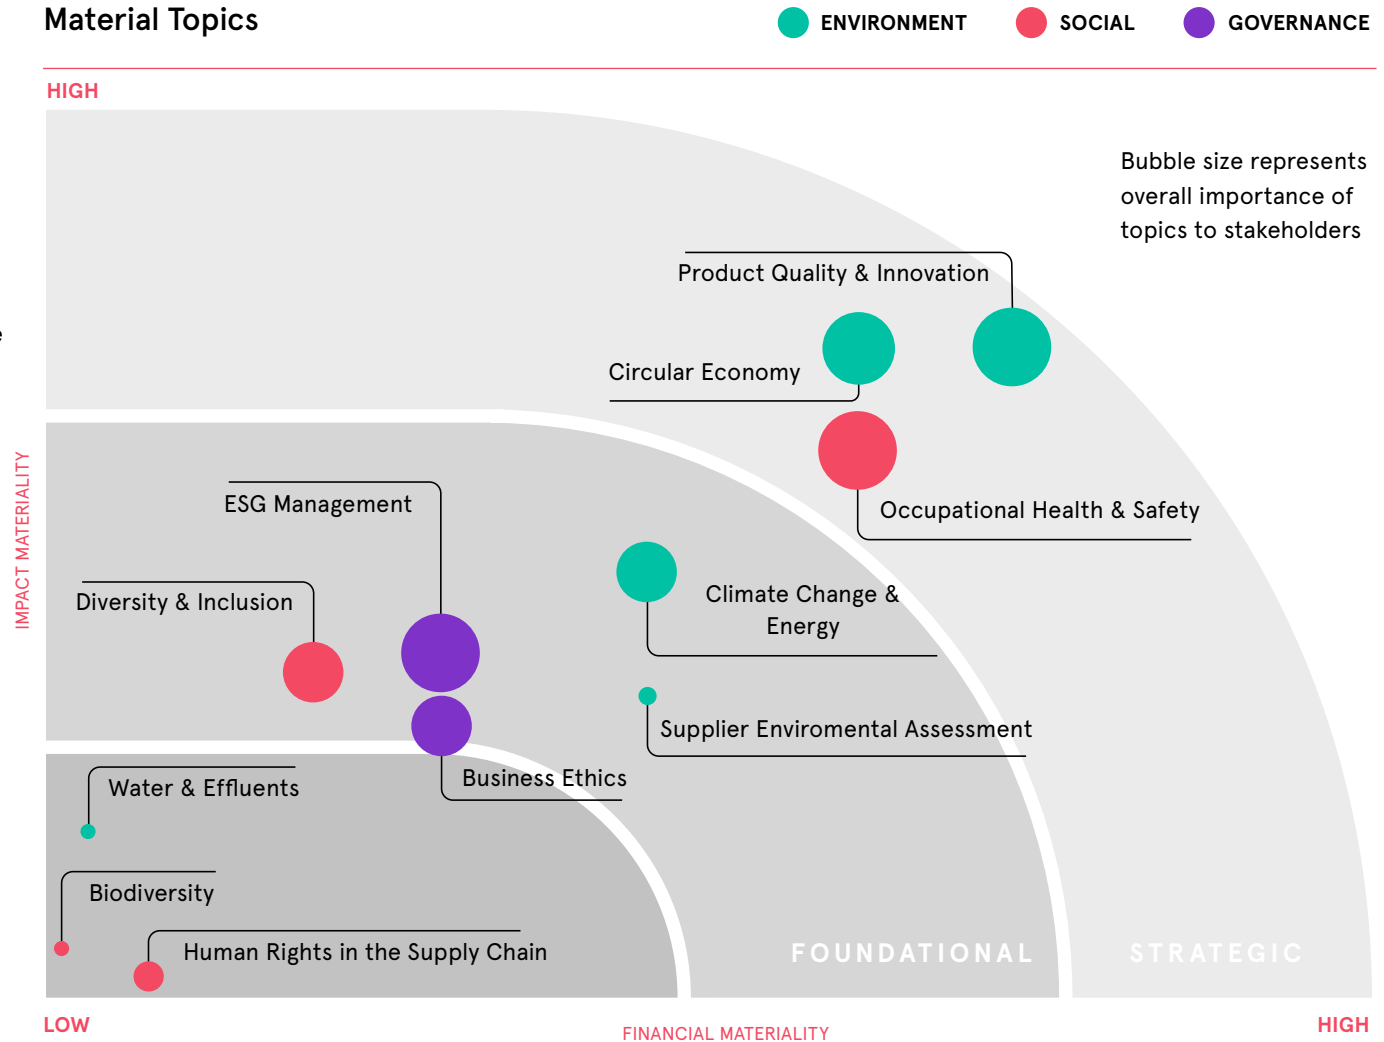 Material Topics
ENVIRONMENT
SOCIAL
GOVERNANCE
HIGH
Bubble size represents
overall importance of
topics to stakeholders
Product Quality & Innovation
Circular Economy
Occupational Health & Safety
ESG Management
Diversity & Inclusion
Climate Change &
Energy
Supplier Enviromental Assessment
Business Ethics
Water & Effluents
Biodiversity
Human Rights in the Supply Chain
FOUNDATIONAL
STRATEGIC
IMPACT MATERIALITY
LOW
FINANCIAL MATERIALITY
HIGH